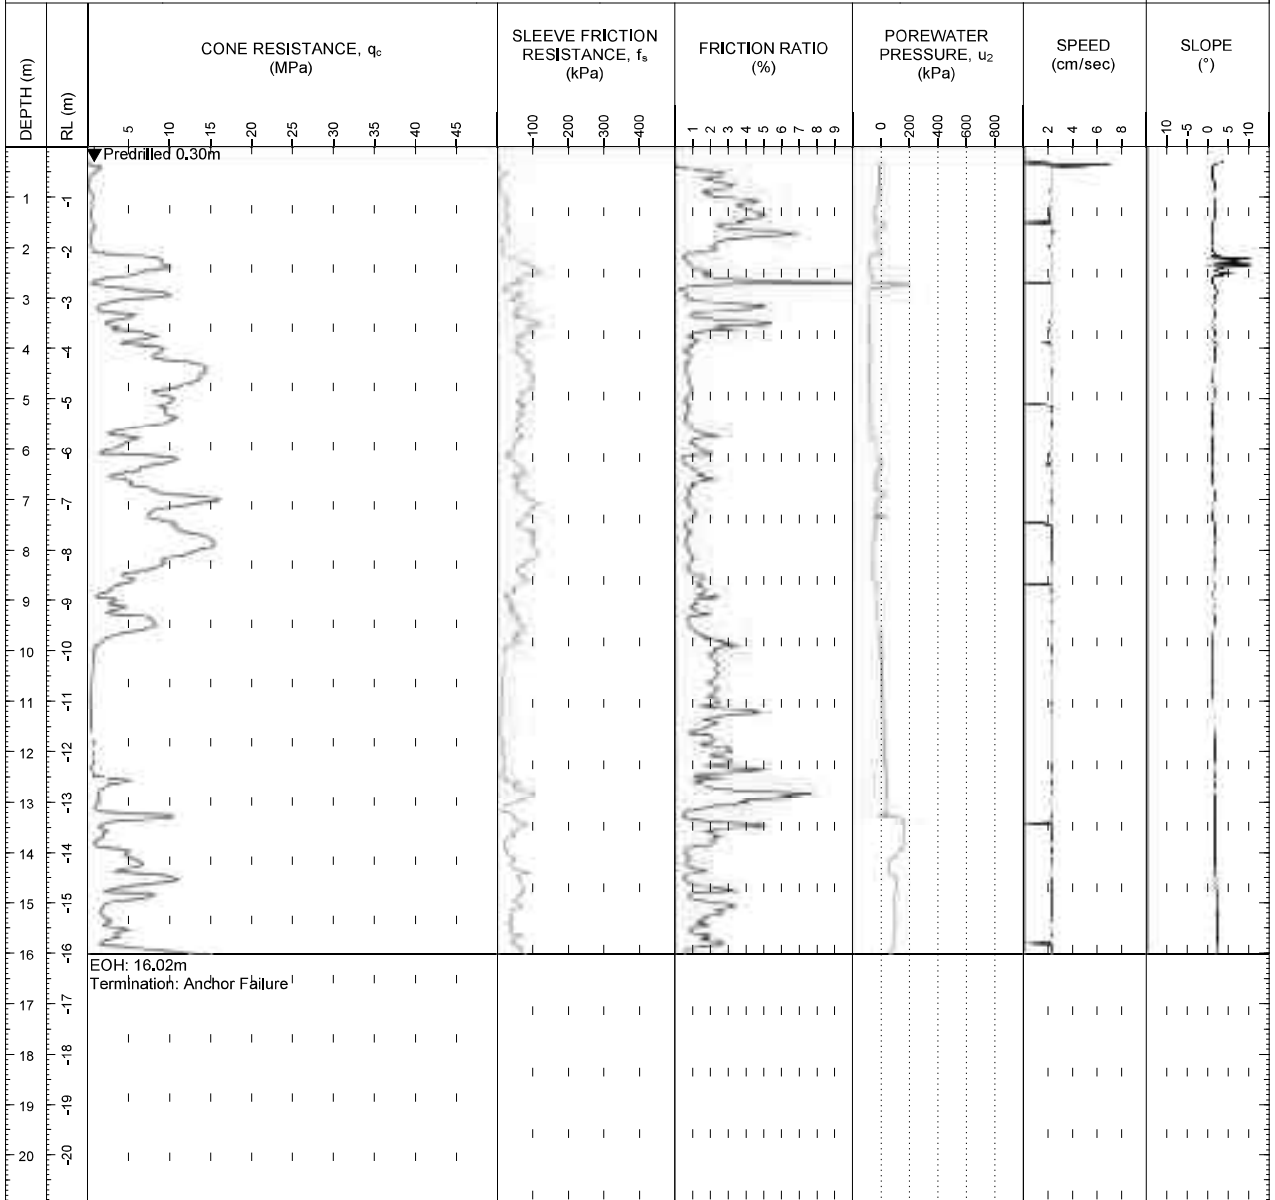 DEPTH (m)
RL (m)
CONE RESISTANCE, qc
(MPa)
SLEEVE FRICTION
RESISTANCE, fs
(kPa)
FRICTION RATIO
(%)
POREWATER
PRESSURE, u2
(kPa)
SPEED
(cm/sec)
SLOPE
(°)
5 10 15 20 25 30 35 40 45
100 200 300 400
1 2 3 4 5 6 7 8 9
0 200 400 600 800
2 4 6 8
-10 -5 0 5 10
Predrilled 0.30m
1 -1
2 -2
3 -3
4 -4
5 -5
6 -6
7 -7
8 -8
9 -9
10 -10
11 -11
12 -12
13 -13
14 -14
15 -15
16 -16
EOH: 16.02m
Termination: Anchor Failure
17 -17
18 -18
19 -19
20 -20